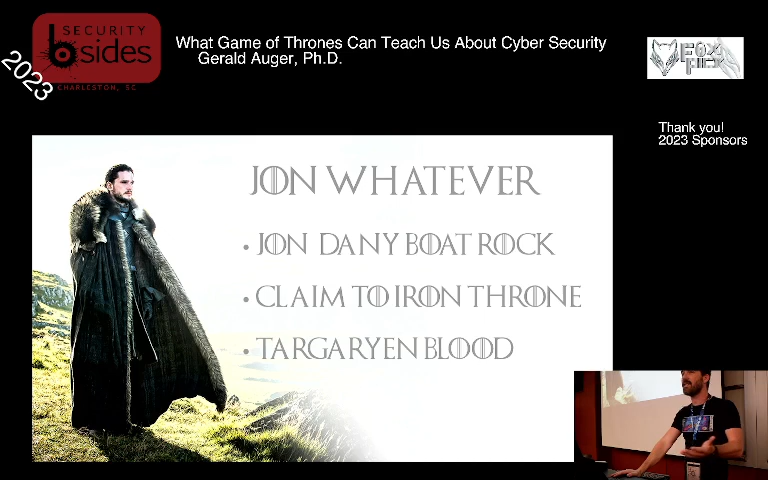 SECURITY
bsides
CHARLESTON, SC
2023
What Game of Thrones Can Teach Us About Cyber Security
Gerald Auger, Ph.D.
FOX
Thank you!
2023 Sponsors
JON WHATEVER
• JON DANY BOAT ROCK
• CLAIM TO IRON THRONE
• TARGARYEN BLOOD